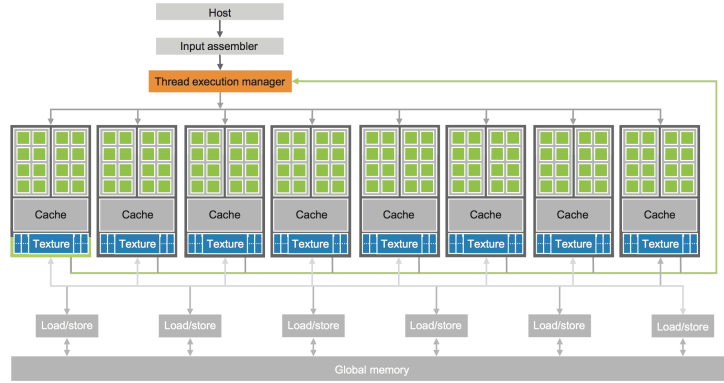 Host
Input assembler
Thread execution manager
Cache
Cache
Cache
Cache
Cache
Cache
Cache
Cache
Texture
Texture
Texture
Texture
Texture
Texture
Texture
Texture
Load/store
Load/store
Load/store
Load/store
Load/store
Load/store
Global memory